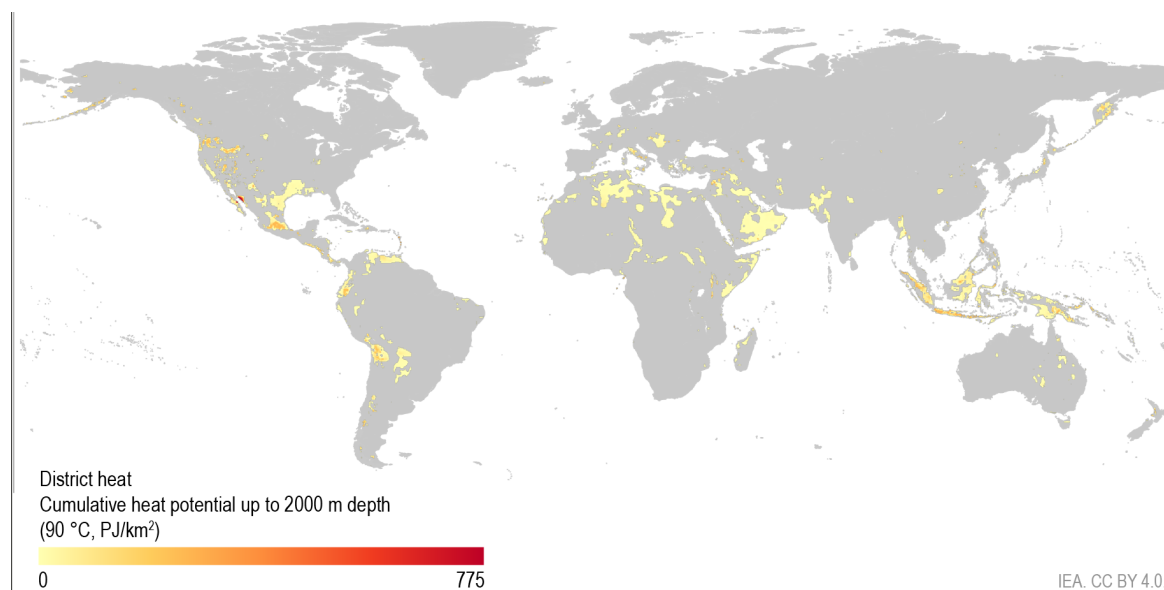 District heat
Cumulative heat potential up to 2000 m depth
(90 °C, PJ/km²)
0 775
IEA. CC BY 4.0